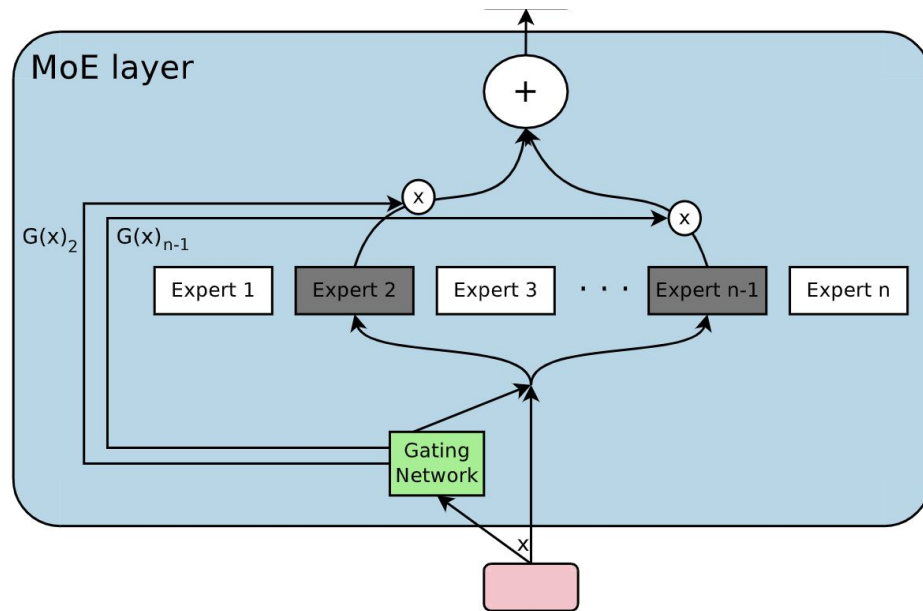 MoE layer
+
x
x
G(x)2
G(x)n-1
Expert 1
Expert 2
Expert 3
. . .
Expert n-1
Expert n
Gating
Network
x